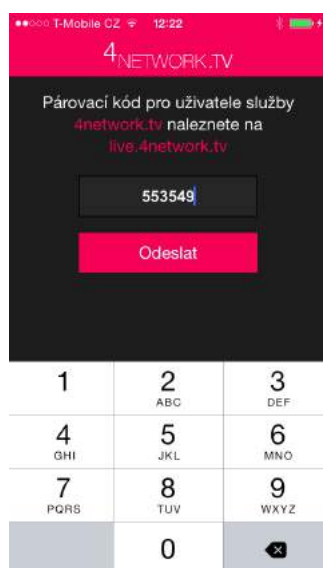 T-Mobile CZ 12:22
4NETWORK.TV
Párovací kód pro uživatele služby
4network.tv naleznete na
live.4network.tv
553549
Odeslat
1 2 3
ABC DEF
4 5 6
GHI JKL MNO
7 8 9
PQRS TUV WXYZ
0